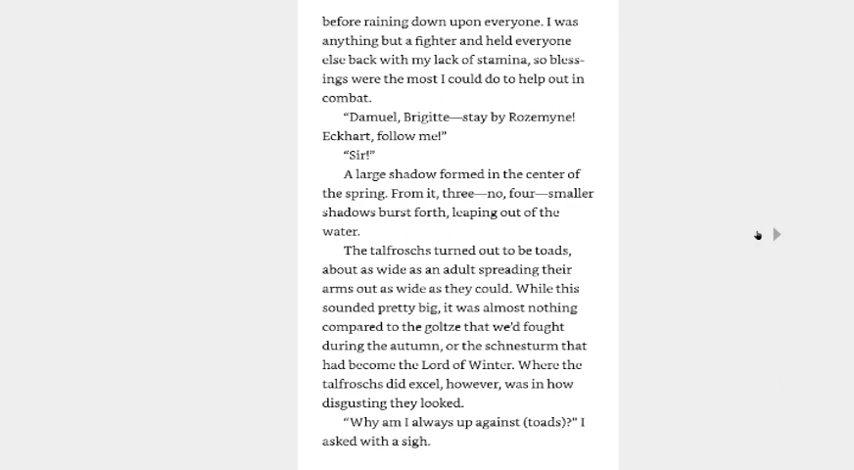 before raining down upon everyone. I was
anything but a fighter and held everyone
else back with my lack of stamina, so bless-
ings were the most I could do to help out in
combat.
“Damuel, Brigitte—stay by Rozemyne!
Eckhart, follow me!”
“Sir!”
A large shadow formed in the center of
the spring. From it, three—no, four—smaller
shadows burst forth, leaping out of the
water.
The talfroschs turned out to be toads,
about as wide as an adult spreading their
arms out as wide as they could. While this
sounded pretty big, it was almost nothing
compared to the goltze that we’d fought
during the autumn, or the schnesturm that
had become the Lord of Winter. Where the
talfroschs did excel, however, was in how
disgusting they looked.
“Why am I always up against (toads)?” I
asked with a sigh.